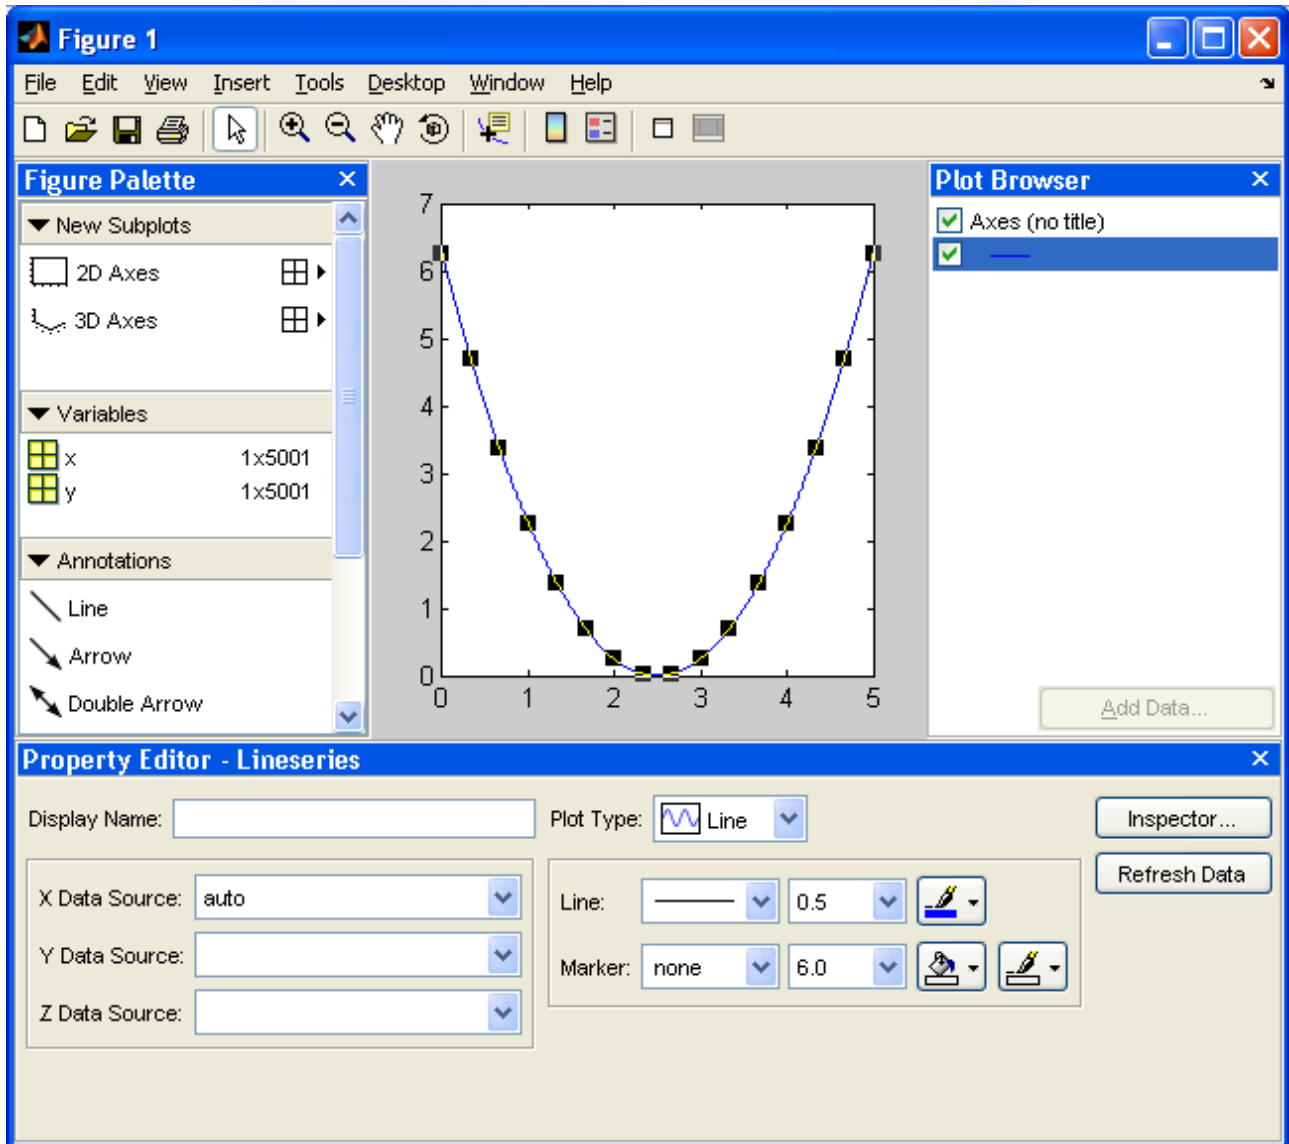 Figure 1
File Edit View Insert Tools Desktop Window Help
Figure Palette
New Subplots
2D Axes
3D Axes
Variables
x 1x5001
y 1x5001
Annotations
Line
Arrow
Double Arrow
7
6
5
4
3
2
1
0
0 1 2 3 4 5
Plot Browser
Axes (no title)
Add Data...
Property Editor - Lineseries
Display Name:
Plot Type: Line
Inspector...
Refresh Data
X Data Source: auto
Y Data Source:
Z Data Source:
Line: 0.5
Marker: none 6.0